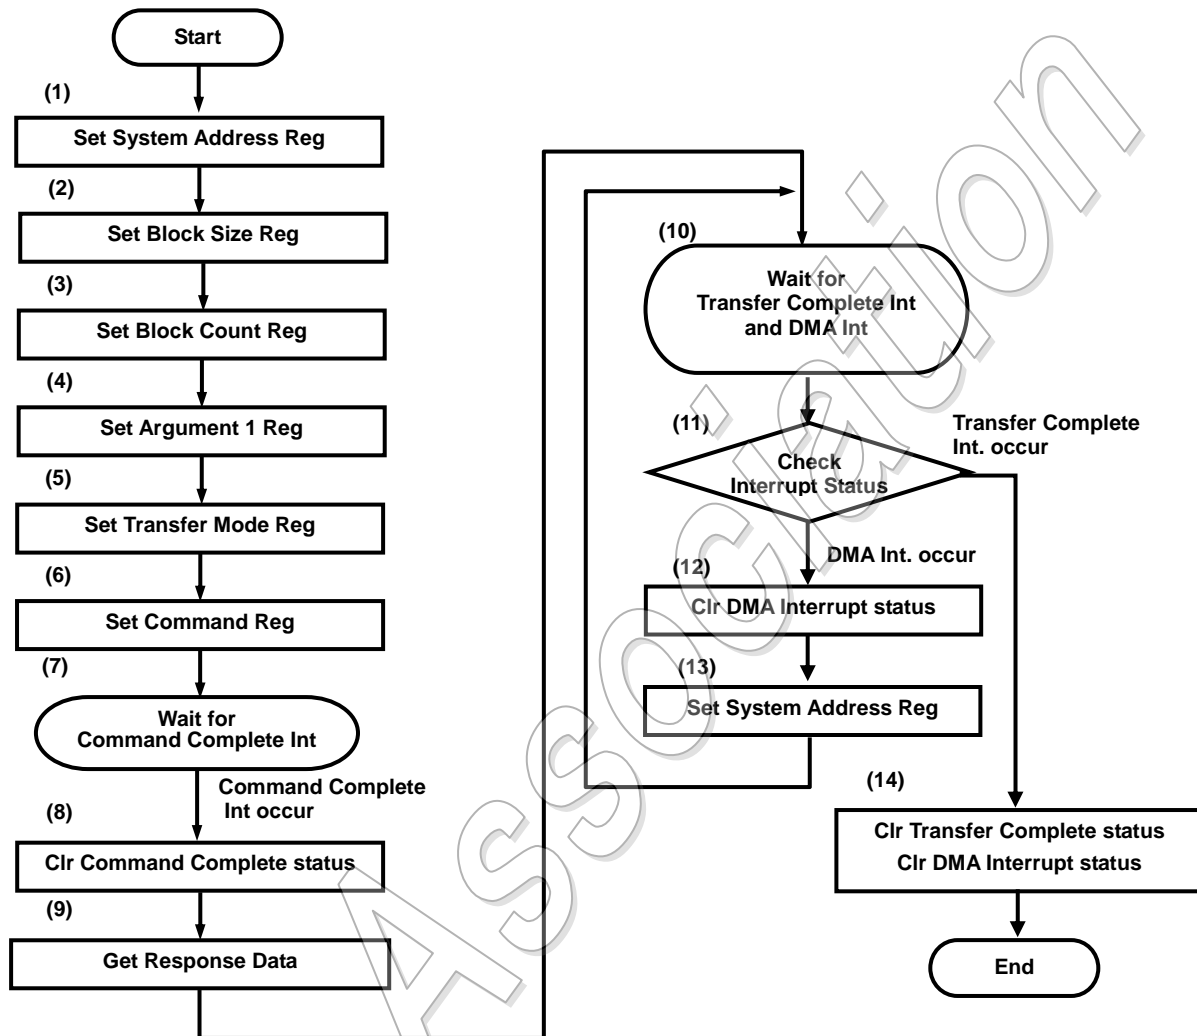 Start
(1)
Set System Address Reg
(2)
Set Block Size Reg
(3)
Set Block Count Reg
(4)
Set Argument 1 Reg
(5)
Set Transfer Mode Reg
(6)
Set Command Reg
(7)
Wait for
Command Complete Int
Command Complete
Int occur
(8)
Clr Command Complete status
(9)
Get Response Data
(10)
Wait for
Transfer Complete Int
and DMA Int
(11)
Check
Interrupt Status
Transfer Complete
Int. occur
DMA Int. occur
(12)
Clr DMA Interrupt status
(13)
Set System Address Reg
(14)
Clr Transfer Complete status
Clr DMA Interrupt status
End
Association